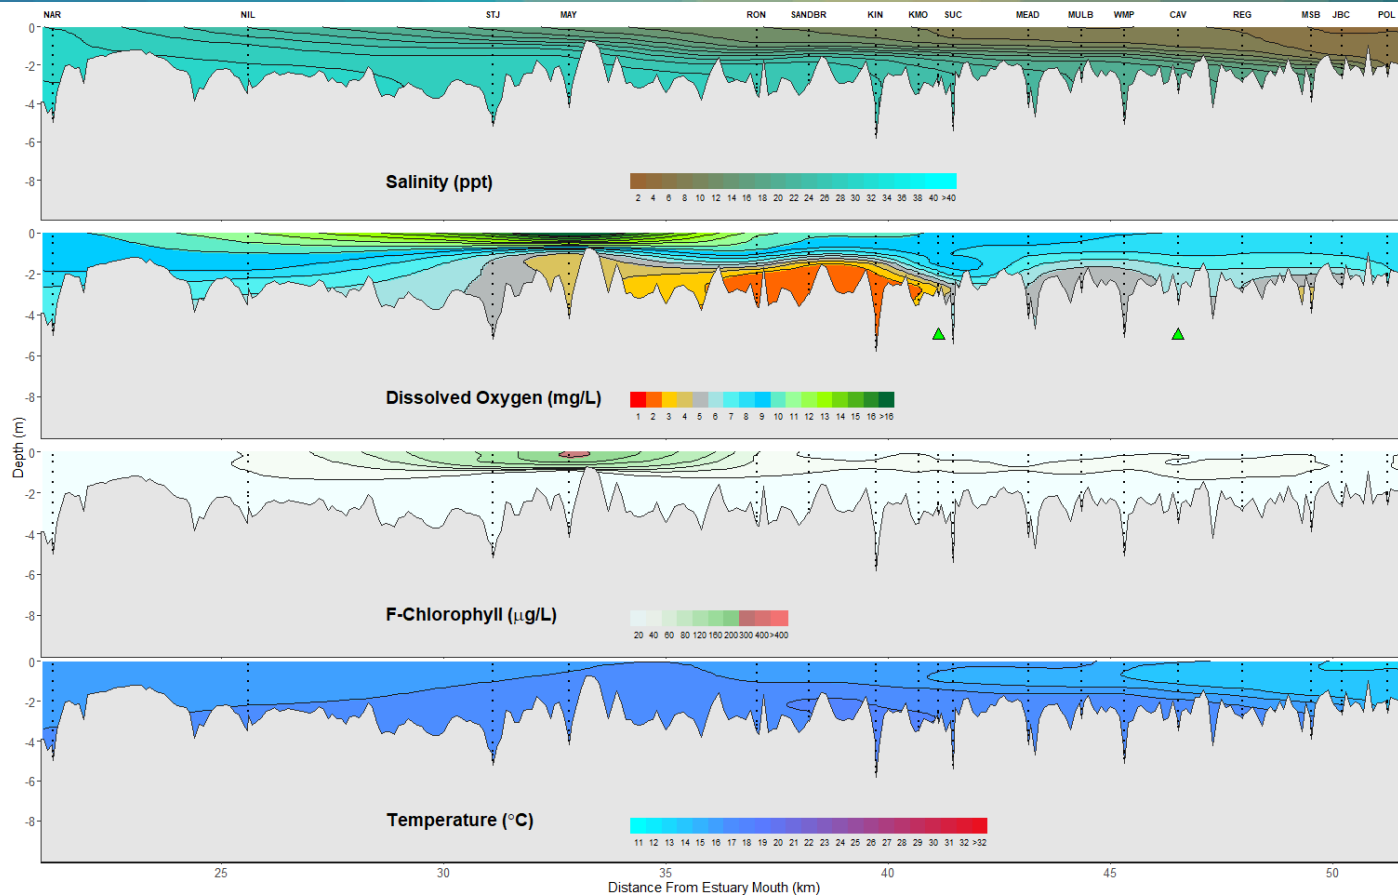 NAR NIL STJ MAY RON SANDBR KIN KMO SUC MEAD MULB WMP CAV REG MSB JBC POL
0
-2
-4
-6
-8
Salinity (ppt)
2 4 6 8 10 12 14 16 18 20 22 24 26 28 30 32 34 36 38 40 >40
0
-2
-4
-6
-8
Dissolved Oxygen (mg/L)
1 2 3 4 5 6 7 8 9 10 11 12 13 14 15 16 >16
Depth (m)
0
-2
-4
-6
-8
F-Chlorophyll (µg/L)
20 40 60 80 120 160 200 300 400 >400
0
-2
-4
-6
-8
Temperature (°C)
11 12 13 14 15 16 17 18 19 20 21 22 23 24 25 26 27 28 29 30 31 32 >32
25 30 35 40 45 50
Distance From Estuary Mouth (km)